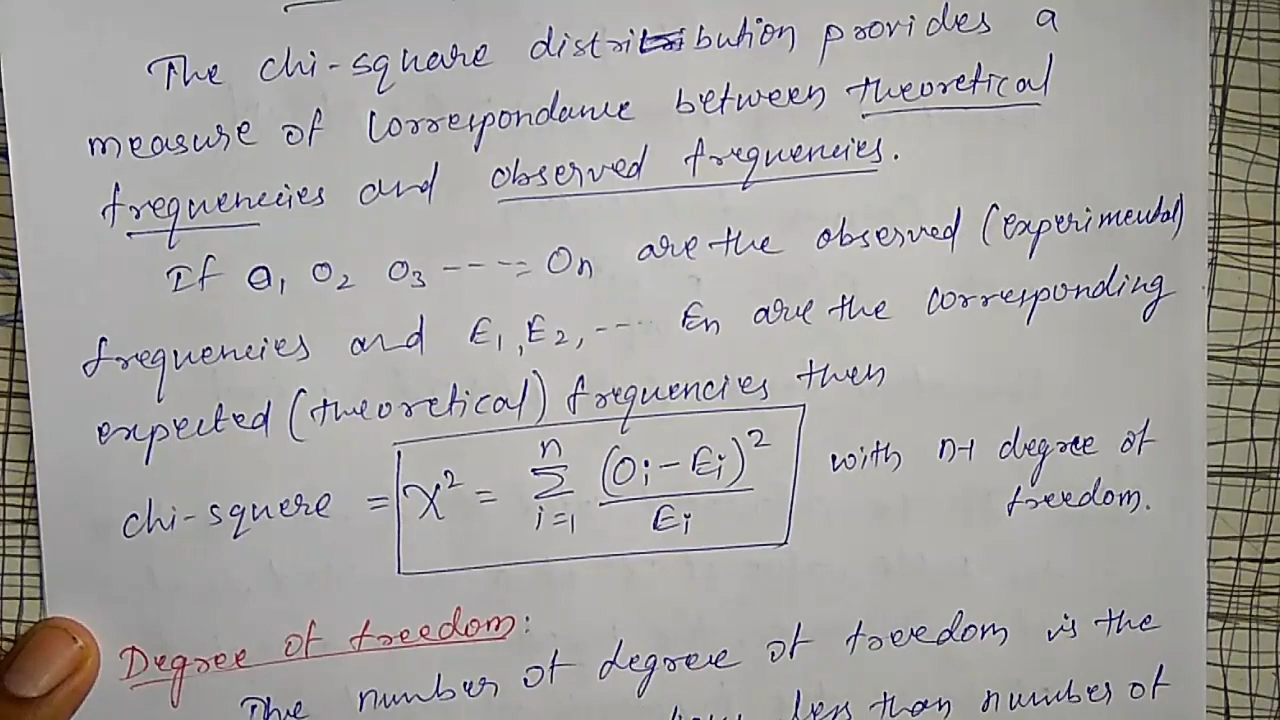 The chi-square distribution provides a
measure of Correspondance between theoretical
frequenceies and observed frequencies.
If O1 O2 O3 ----= On are the observed (experimental)
frequencies and E1, E2, --- En are the corresponding
expected (theoretical) frequencies then
chi-squere = χ² = n∑i=1 (Oi - Ei)² / Ei with n-1 degree of
freedom.
Degree of freedom:
The number of degree of freedom is the
less than number of